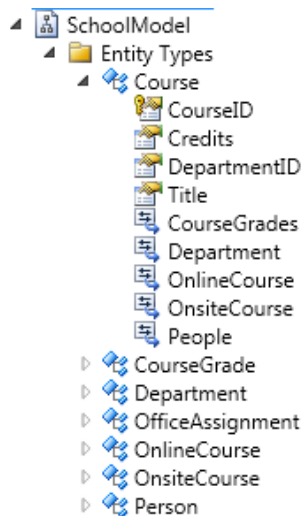 SchoolModel
Entity Types
Course
CourseID
Credits
DepartmentID
Title
CourseGrades
Department
OnlineCourse
OnsiteCourse
People
CourseGrade
Department
OfficeAssignment
OnlineCourse
OnsiteCourse
Person